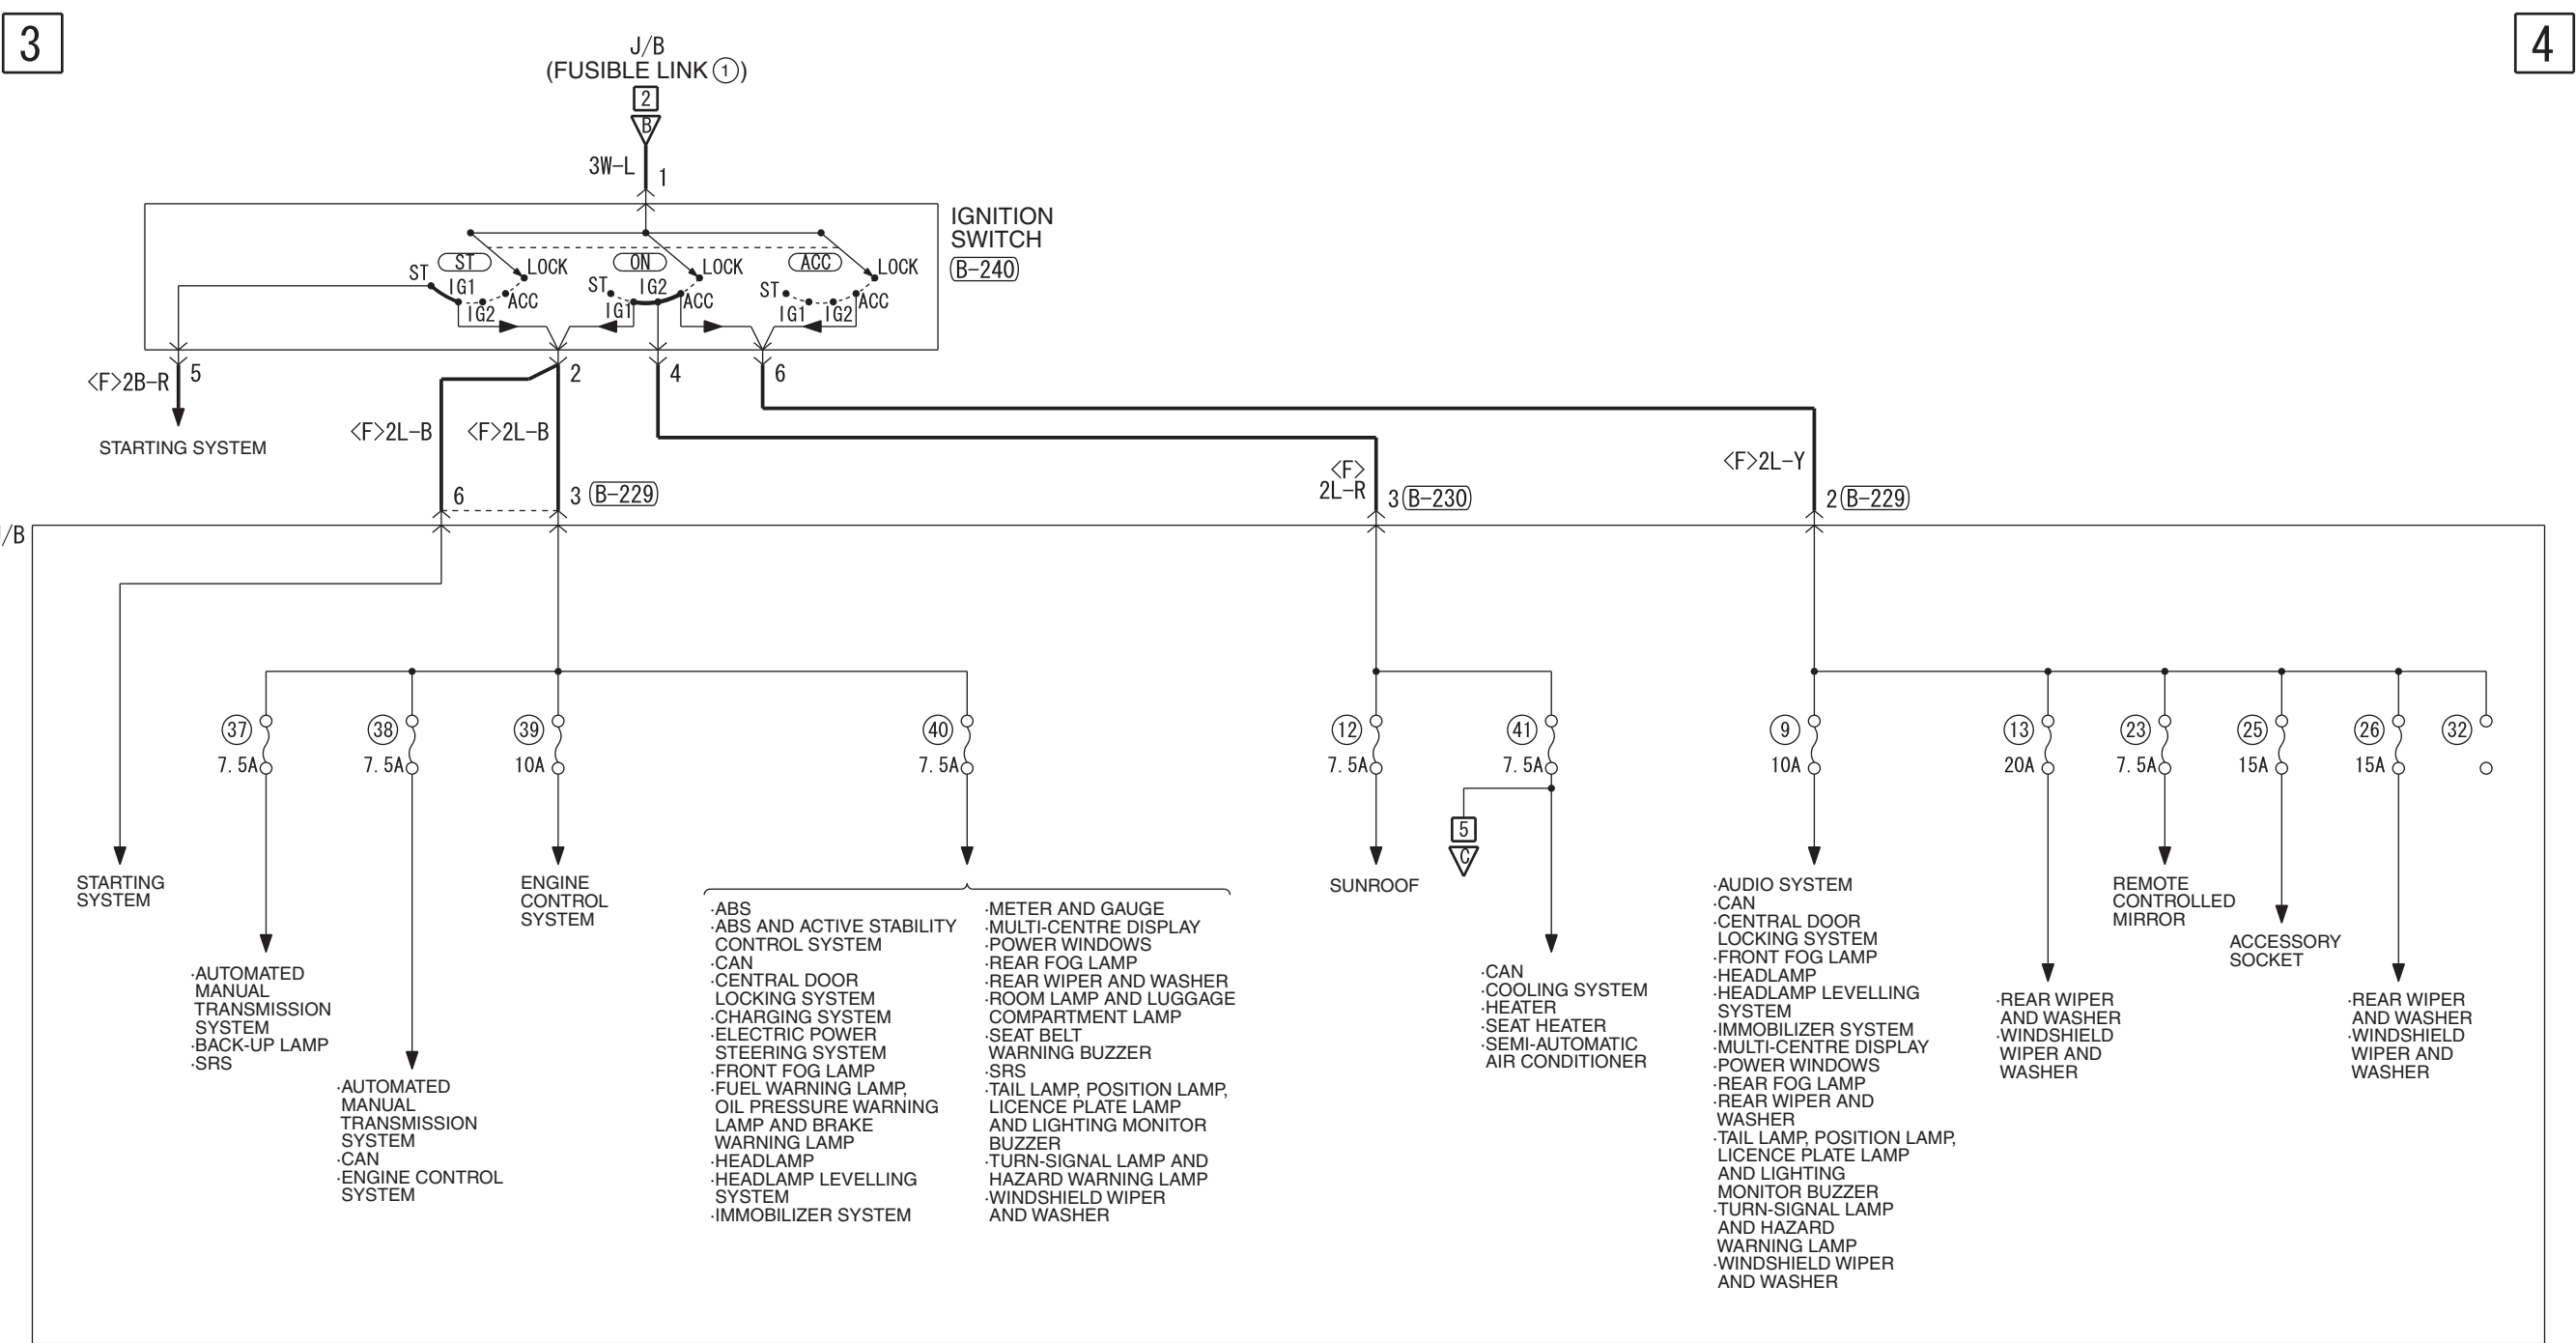 3
4
J/B
(FUSIBLE LINK ①)
2
B
3W-L
1
IGNITION
SWITCH
B-240
ST
ST
LOCK
IG1
IG2
ACC
ON
ST
LOCK
IG2
IG1
ACC
ACC
ST
LOCK
IG1
IG2
ACC
<F>2B-R
5
2
4
6
STARTING SYSTEM
<F>2L-B
<F>2L-B
<F>
2L-R
<F>2L-Y
6
3 B-229
3 B-230
2 B-229
/B
37
7.5A
38
7.5A
39
10A
40
7.5A
12
7.5A
41
7.5A
9
10A
13
20A
23
7.5A
25
15A
26
15A
32
5
C
STARTING
SYSTEM
·AUTOMATED
MANUAL
TRANSMISSION
SYSTEM
·BACK-UP LAMP
·SRS
·AUTOMATED
MANUAL
TRANSMISSION
SYSTEM
·CAN
·ENGINE CONTROL
SYSTEM
ENGINE
CONTROL
SYSTEM
·ABS
·ABS AND ACTIVE STABILITY
CONTROL SYSTEM
·CAN
·CENTRAL DOOR
LOCKING SYSTEM
·CHARGING SYSTEM
·ELECTRIC POWER
STEERING SYSTEM
·FRONT FOG LAMP
·FUEL WARNING LAMP,
OIL PRESSURE WARNING
LAMP AND BRAKE
WARNING LAMP
·HEADLAMP
·HEADLAMP LEVELLING
SYSTEM
·IMMOBILIZER SYSTEM
·METER AND GAUGE
·MULTI-CENTRE DISPLAY
·POWER WINDOWS
·REAR FOG LAMP
·REAR WIPER AND WASHER
·ROOM LAMP AND LUGGAGE
COMPARTMENT LAMP
·SEAT BELT
WARNING BUZZER
·SRS
·TAIL LAMP, POSITION LAMP,
LICENCE PLATE LAMP
AND LIGHTING MONITOR
BUZZER
·TURN-SIGNAL LAMP AND
HAZARD WARNING LAMP
·WINDSHIELD WIPER
AND WASHER
SUNROOF
·CAN
·COOLING SYSTEM
·HEATER
·SEAT HEATER
·SEMI-AUTOMATIC
AIR CONDITIONER
·AUDIO SYSTEM
·CAN
·CENTRAL DOOR
LOCKING SYSTEM
·FRONT FOG LAMP
·HEADLAMP
·HEADLAMP LEVELLING
SYSTEM
·IMMOBILIZER SYSTEM
·MULTI-CENTRE DISPLAY
·POWER WINDOWS
·REAR FOG LAMP
·REAR WIPER AND
WASHER
·TAIL LAMP, POSITION LAMP,
LICENCE PLATE LAMP
AND LIGHTING
MONITOR BUZZER
·TURN-SIGNAL LAMP
AND HAZARD
WARNING LAMP
·WINDSHIELD WIPER
AND WASHER
·REAR WIPER
AND WASHER
·WINDSHIELD
WIPER AND
WASHER
REMOTE
CONTROLLED
MIRROR
ACCESSORY
SOCKET
·REAR WIPER
AND WASHER
·WINDSHIELD
WIPER AND
WASHER